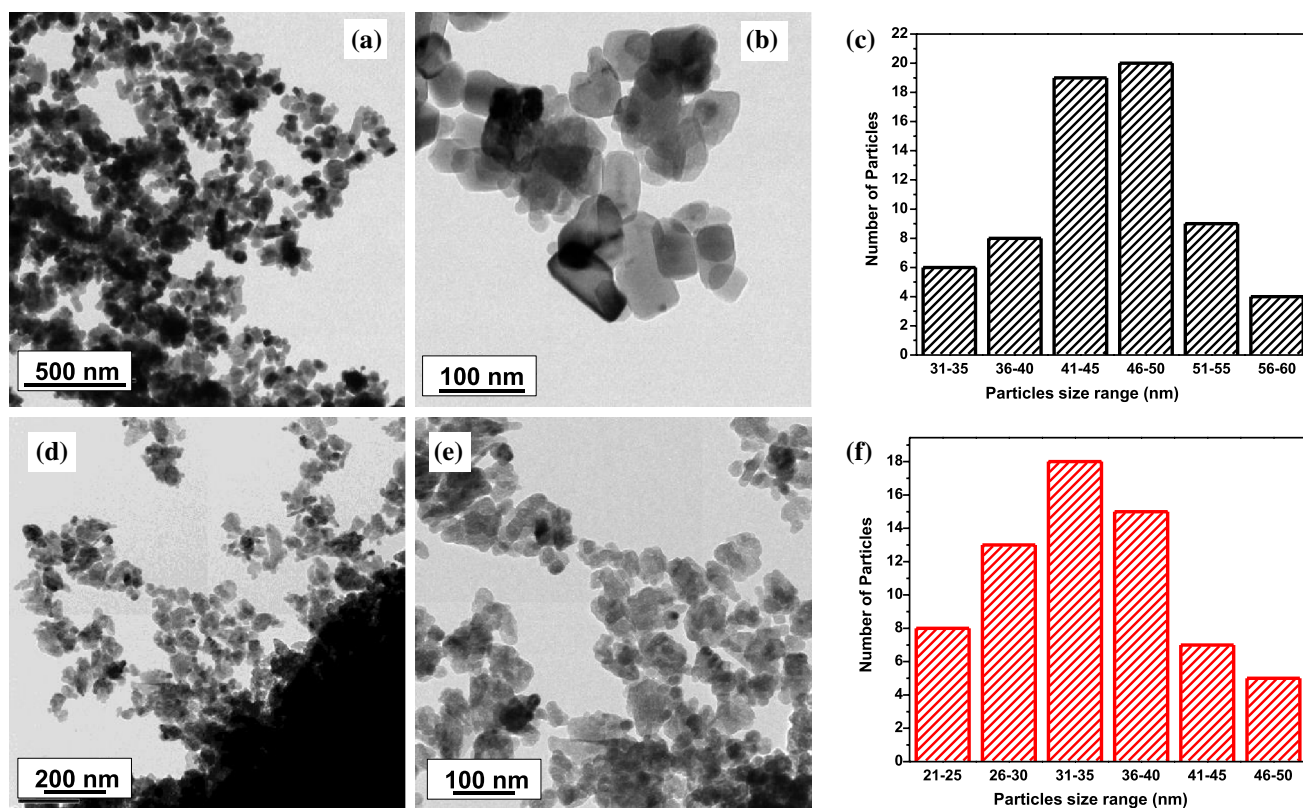 (a)
500 nm
(b)
100 nm
(c)
22
20
18
16
14
12
10
8
6
4
2
0
Number of Particles
31-35 36-40 41-45 46-50 51-55 56-60
Particles size range (nm)
(d)
200 nm
(e)
100 nm
(f)
18
16
14
12
10
8
6
4
2
0
Number of Particles
21-25 26-30 31-35 36-40 41-45 46-50
Particles size range (nm)